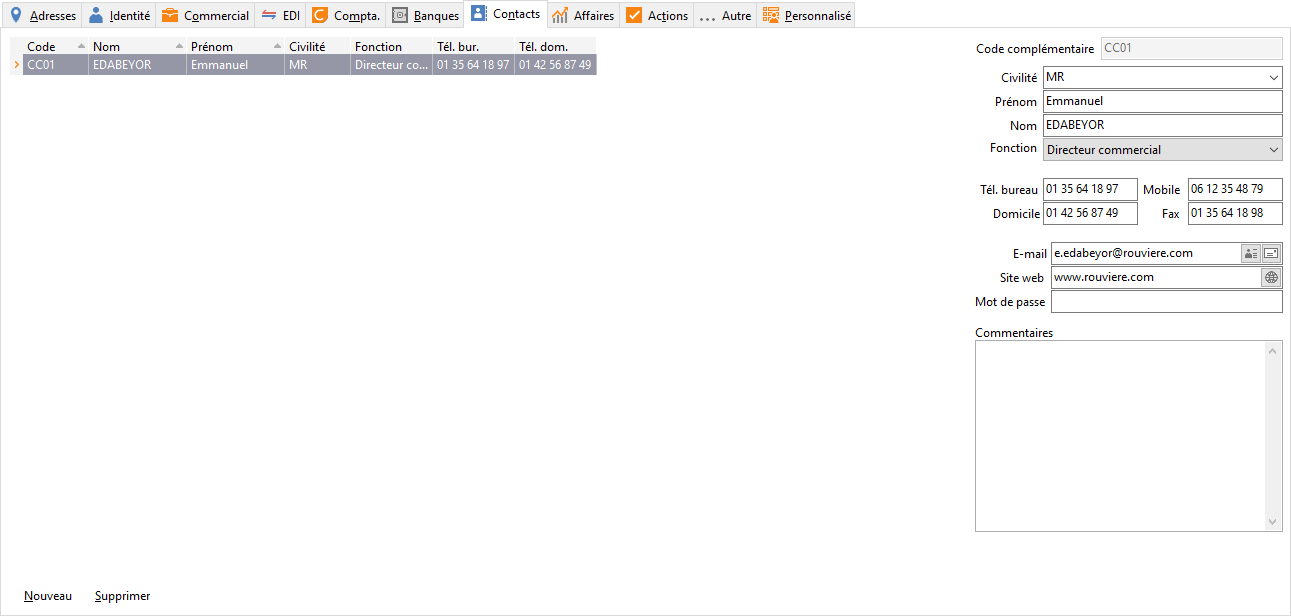 Adresses Identité Commercial EDI Compta. Banques Contacts Affaires Actions ... Autre Personnalisé
Code Nom Prénom Civilité Fonction Tél. bur. Tél. dom.
CC01 EDABEYOR Emmanuel MR Directeur co... 01 35 64 18 97 01 42 56 87 49
Code complémentaire CC01
Civilité MR
Prénom Emmanuel
Nom EDABEYOR
Fonction Directeur commercial
Tél. bureau 01 35 64 18 97 Mobile 06 12 35 48 79
Domicile 01 42 56 87 49 Fax 01 35 64 18 98
E-mail e.edabeyor@rouviere.com
Site web www.rouviere.com
Mot de passe
Commentaires
Nouveau Supprimer